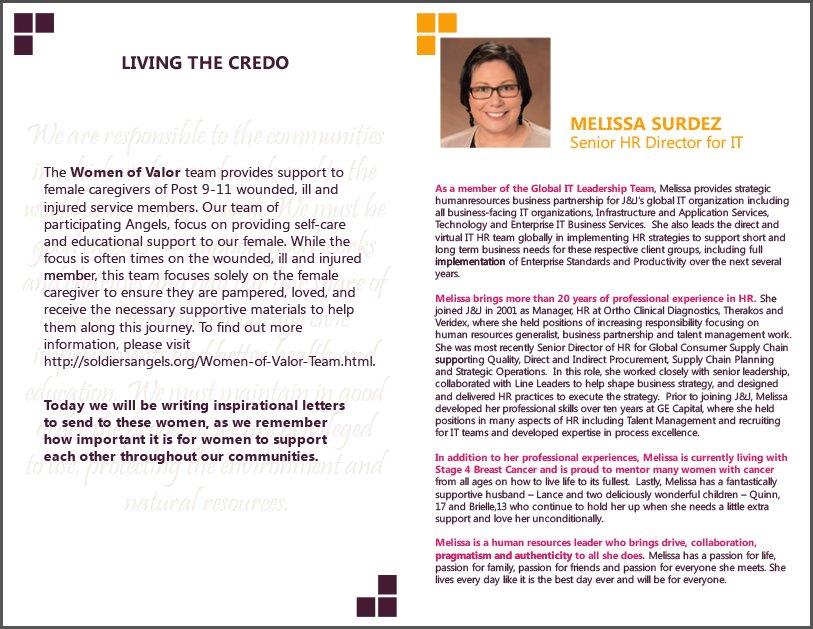 LIVING THE CREDO
We are responsible to the communities
The Women of Valor team provides support to
female caregivers of Post 9-11 wounded, ill and
injured service members. Our team of
participating Angels, focus on providing self-care
and educational support to our female. While the
focus is often times on the wounded, ill and injured
member, this team focuses solely on the female
caregiver to ensure they are pampered, loved, and
receive the necessary supportive materials to help
them along this journey. To find out more
information, please visit
http://soldiersangels.org/Women-of-Valor-Team.html.
education. We must maintain in good
Today we will be writing inspirational letters
to send to these women, as we remember
how important it is for women to support
each other throughout our communities.
to use, protecting the environment and
natural resources.
MELISSA SURDEZ
Senior HR Director for IT
As a member of the Global IT Leadership Team, Melissa provides strategic
humanresources business partnership for J&J's global IT organization including
all business-facing IT organizations, Infrastructure and Application Services,
Technology and Enterprise IT Business Services. She also leads the direct and
virtual IT HR team globally in implementing HR strategies to support short and
long term business needs for these respective client groups, including full
implementation of Enterprise Standards and Productivity over the next several
years.
Melissa brings more than 20 years of professional experience in HR. She
joined J&J in 2001 as Manager, HR at Ortho Clinical Diagnostics, Therakos and
Veridex, where she held positions of increasing responsibility focusing on
human resources generalist, business partnership and talent management work.
She was most recently Senior Director of HR for Global Consumer Supply Chain
supporting Quality, Direct and Indirect Procurement, Supply Chain Planning
and Strategic Operations. In this role, she worked closely with senior leadership,
collaborated with Line Leaders to help shape business strategy, and designed
and delivered HR practices to execute the strategy. Prior to joining J&J, Melissa
developed her professional skills over ten years at GE Capital, where she held
positions in many aspects of HR including Talent Management and recruiting
for IT teams and developed expertise in process excellence.
In addition to her professional experiences, Melissa is currently living with
Stage 4 Breast Cancer and is proud to mentor many women with cancer
from all ages on how to live life to its fullest. Lastly, Melissa has a fantastically
supportive husband – Lance and two deliciously wonderful children – Quinn,
17 and Brielle,13 who continue to hold her up when she needs a little extra
support and love her unconditionally.
Melissa is a human resources leader who brings drive, collaboration,
pragmatism and authenticity to all she does. Melissa has a passion for life,
passion for family, passion for friends and passion for everyone she meets. She
lives every day like it is the best day ever and will be for everyone.